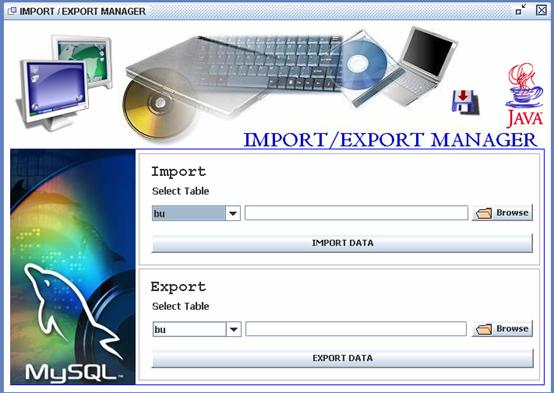 IMPORT / EXPORT MANAGER
JAVA
IMPORT/EXPORT MANAGER
Import
Select Table
bu
Browse
IMPORT DATA
Export
Select Table
bu
Browse
EXPORT DATA
MySQL™